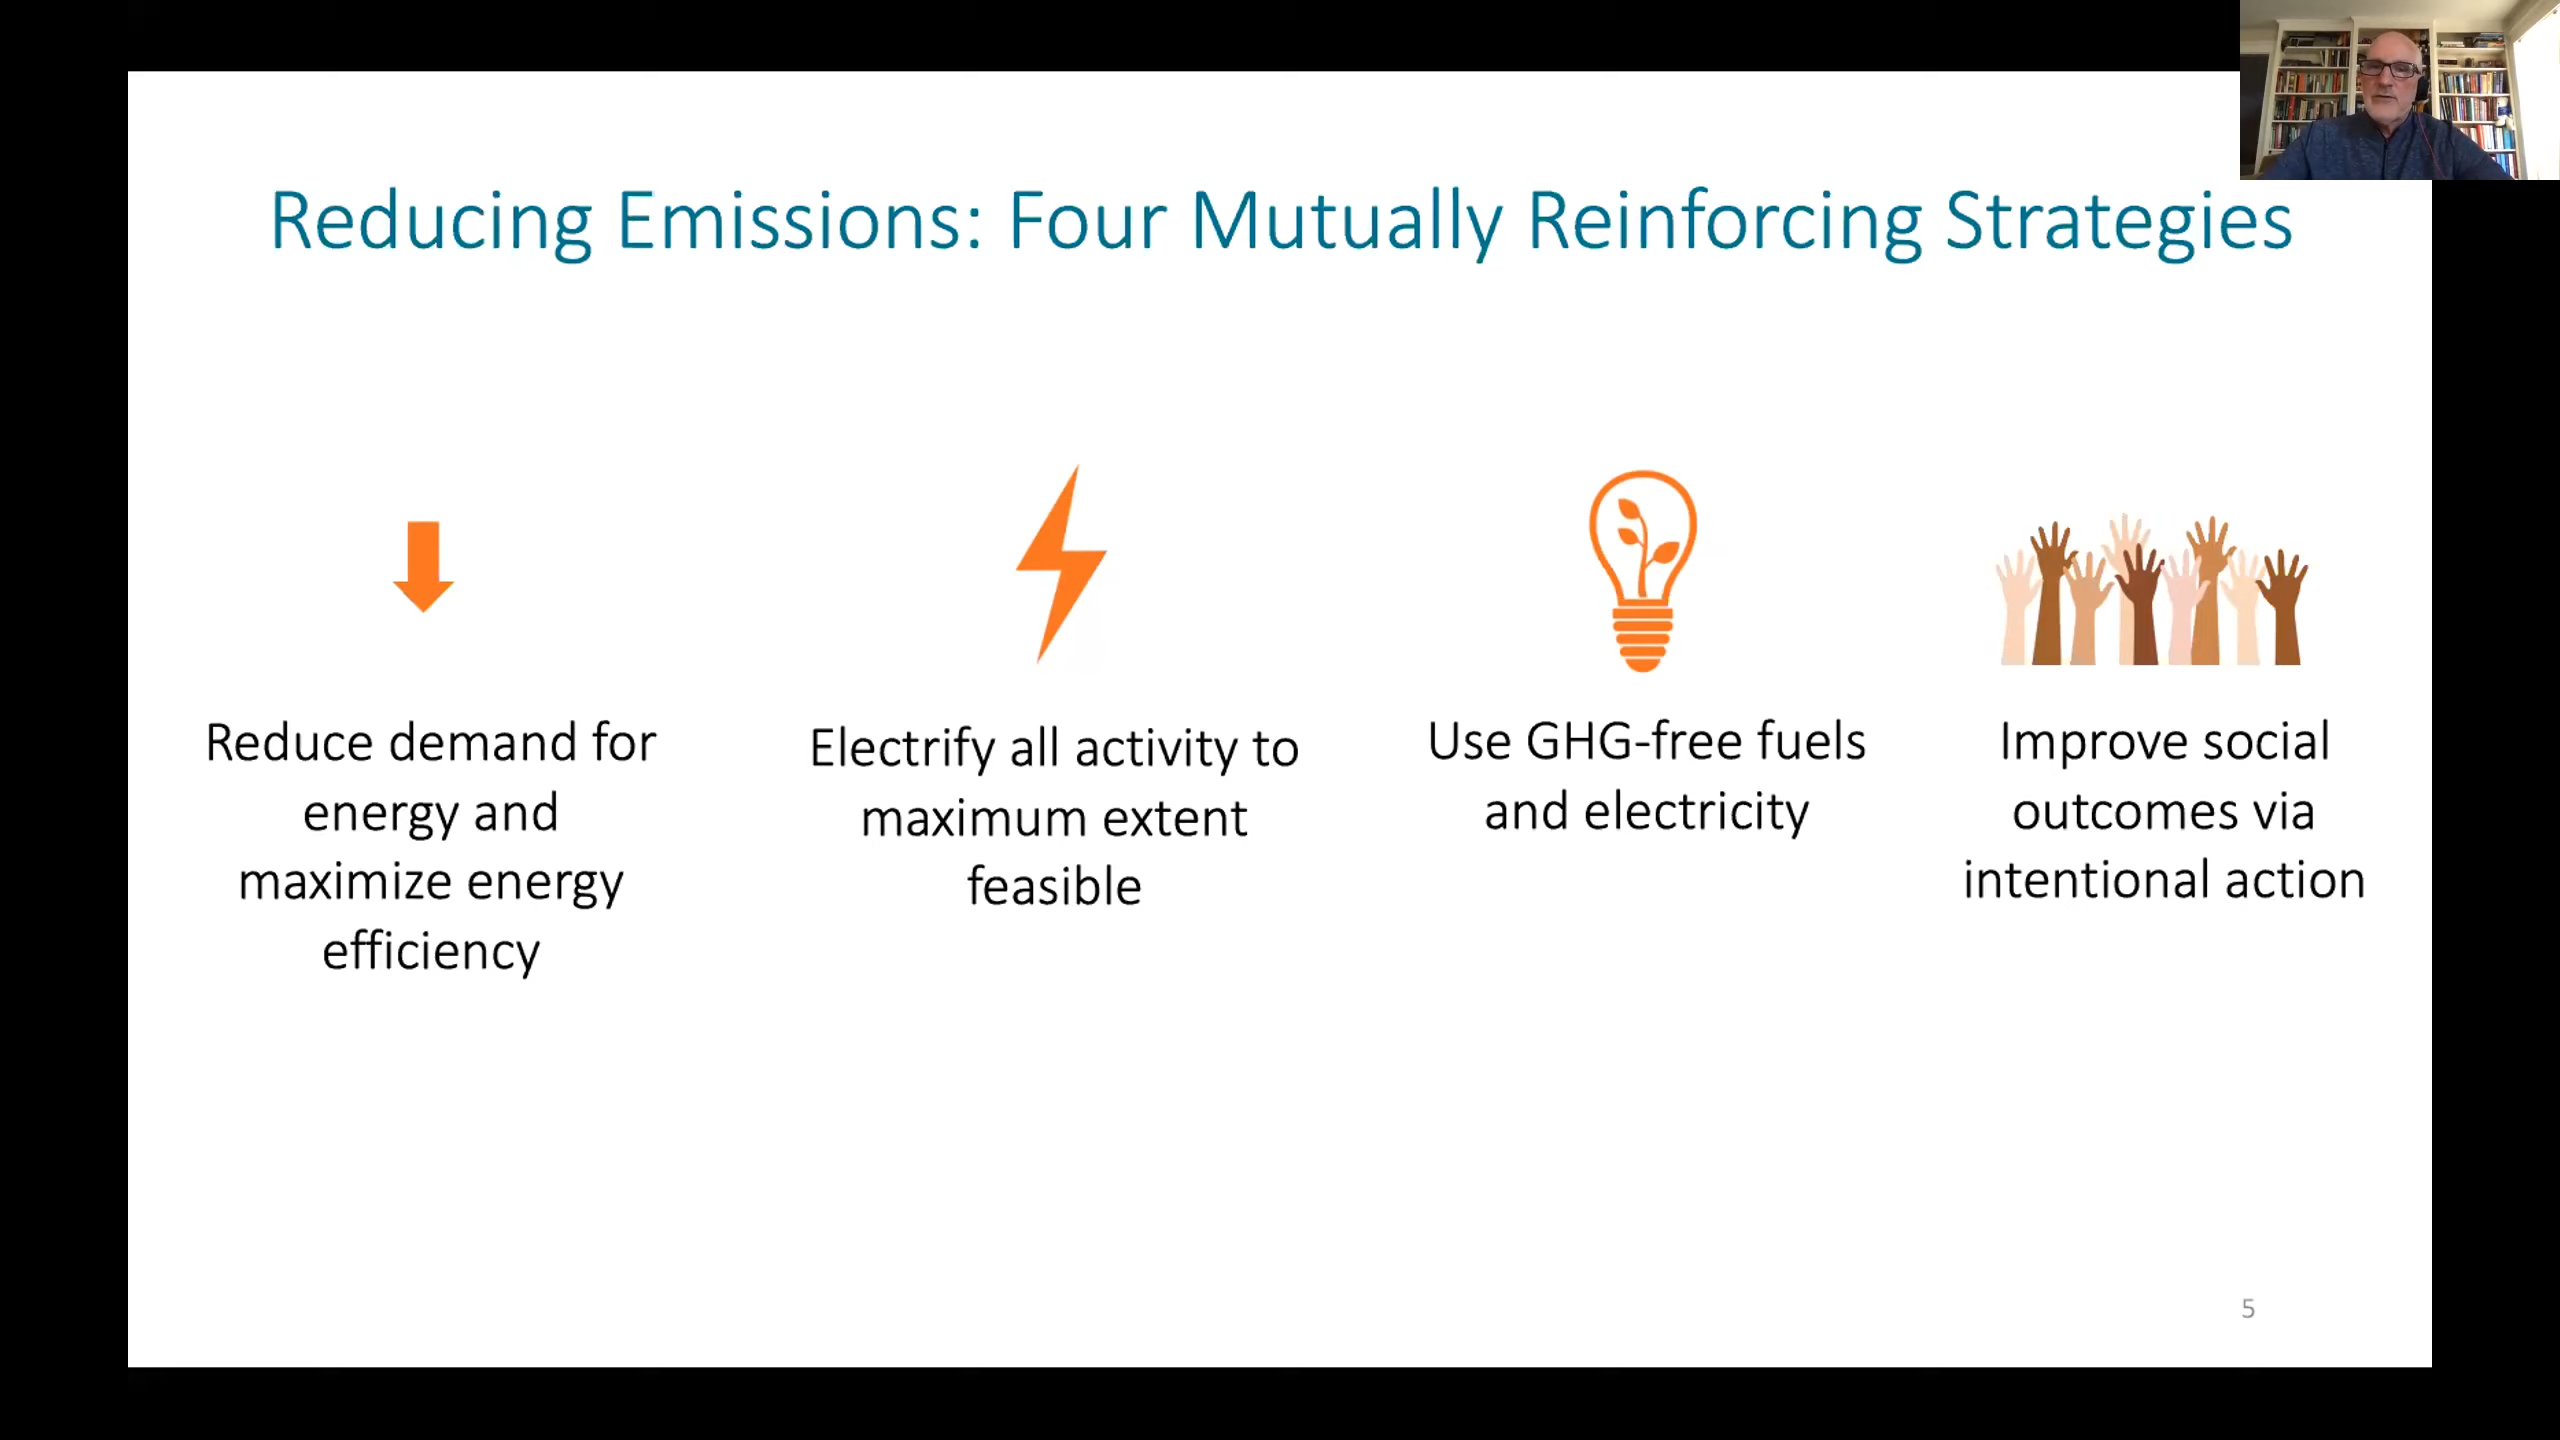 Reducing Emissions: Four Mutually Reinforcing Strategies
Reduce demand for
energy and
maximize energy
efficiency
Electrify all activity to
maximum extent
feasible
Use GHG-free fuels
and electricity
Improve social
outcomes via
intentional action
5